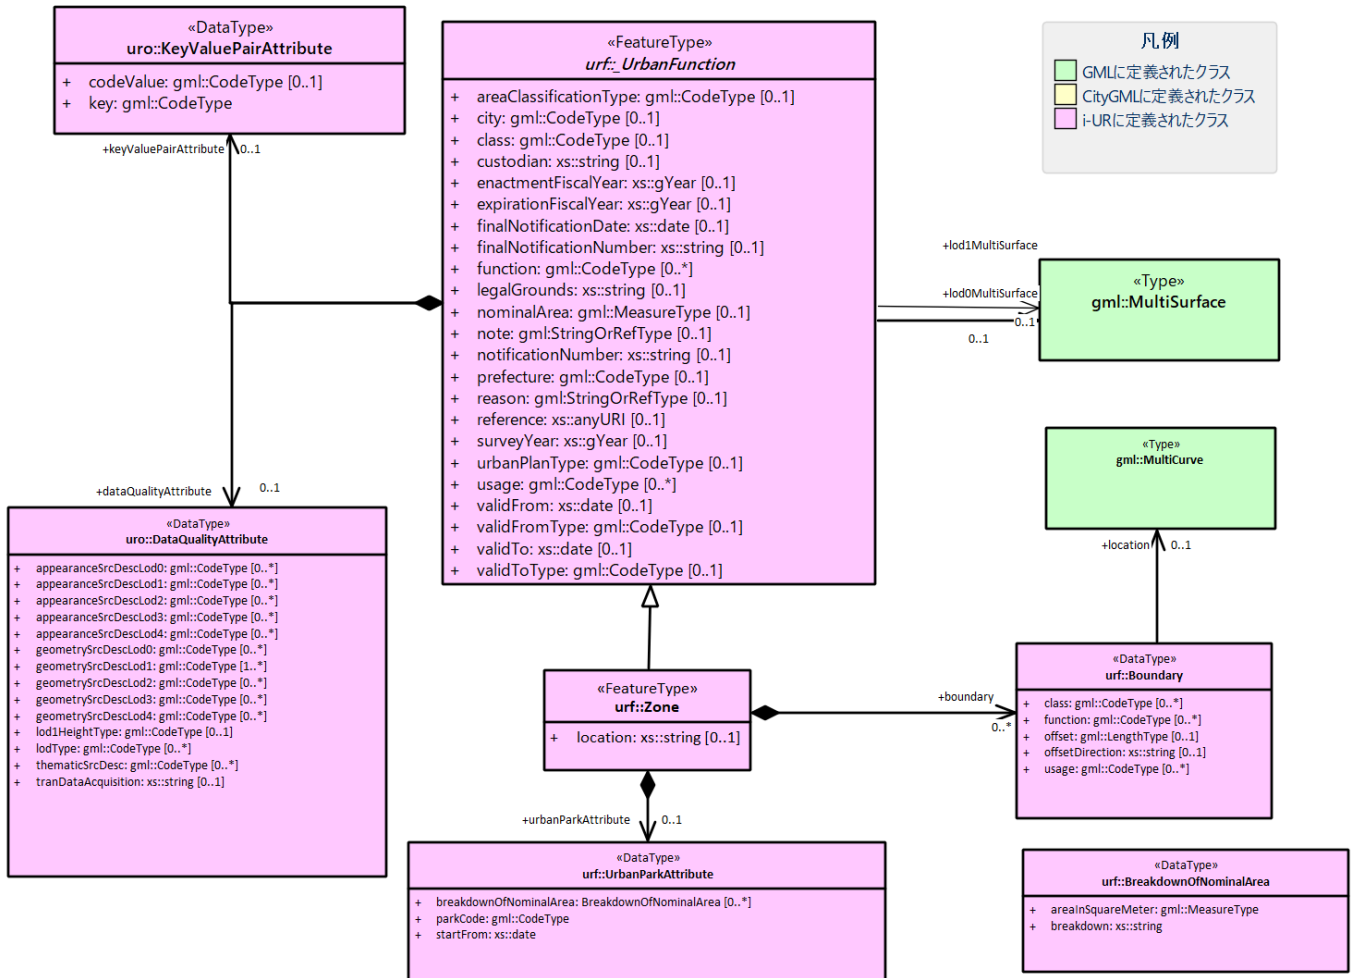 «DataType»
uro::KeyValuePairAttribute
+ codeValue: gml::CodeType [0..1]
+ key: gml::CodeType
+keyValuePairAttribute
0..1
«FeatureType»
urf::_UrbanFunction
+ areaClassificationType: gml::CodeType [0..1]
+ city: gml::CodeType [0..1]
+ class: gml::CodeType [0..1]
+ custodian: xs::string [0..1]
+ enactmentFiscalYear: xs::gYear [0..1]
+ expirationFiscalYear: xs::gYear [0..1]
+ finalNotificationDate: xs::date [0..1]
+ finalNotificationNumber: xs::string [0..1]
+ function: gml::CodeType [0..*]
+ legalGrounds: xs::string [0..1]
+ nominalArea: gml::MeasureType [0..1]
+ note: gml:StringOrRefType [0..1]
+ notificationNumber: xs::string [0..1]
+ prefecture: gml::CodeType [0..1]
+ reason: gml:StringOrRefType [0..1]
+ reference: xs::anyURI [0..1]
+ surveyYear: xs::gYear [0..1]
+ urbanPlanType: gml::CodeType [0..1]
+ usage: gml::CodeType [0..*]
+ validFrom: xs::date [0..1]
+ validFromType: gml::CodeType [0..1]
+ validTo: xs::date [0..1]
+ validToType: gml::CodeType [0..1]
凡例
GMLに定義されたクラス
CityGMLに定義されたクラス
i-URに定義されたクラス
+lod1MultiSurface
+lod0MultiSurface
0..1
0..1
«Type»
gml::MultiSurface
«Type»
gml::MultiCurve
+location
0..1
+dataQualityAttribute
0..1
«DataType»
uro::DataQualityAttribute
+ appearanceSrcDescLod0: gml::CodeType [0..*]
+ appearanceSrcDescLod1: gml::CodeType [0..*]
+ appearanceSrcDescLod2: gml::CodeType [0..*]
+ appearanceSrcDescLod3: gml::CodeType [0..*]
+ appearanceSrcDescLod4: gml::CodeType [0..*]
+ geometrySrcDescLod0: gml::CodeType [0..*]
+ geometrySrcDescLod1: gml::CodeType [1..*]
+ geometrySrcDescLod2: gml::CodeType [0..*]
+ geometrySrcDescLod3: gml::CodeType [0..*]
+ geometrySrcDescLod4: gml::CodeType [0..*]
+ lod1HeightType: gml::CodeType [0..1]
+ lodType: gml::CodeType [0..*]
+ thematicSrcDesc: gml::CodeType [0..*]
+ tranDataAcquisition: xs::string [0..1]
«FeatureType»
urf::Zone
+ location: xs::string [0..1]
+boundary
0..*
«DataType»
urf::Boundary
+ class: gml::CodeType [0..*]
+ function: gml::CodeType [0..*]
+ offset: gml::LengthType [0..1]
+ offsetDirection: xs::string [0..1]
+ usage: gml::CodeType [0..*]
+urbanParkAttribute
0..1
«DataType»
urf::UrbanParkAttribute
+ breakdownOfNominalArea: BreakdownOfNominalArea [0..*]
+ parkCode: gml::CodeType
+ startFrom: xs::date
«DataType»
urf::BreakdownOfNominalArea
+ areaInSquareMeter: gml::MeasureType
+ breakdown: xs::string